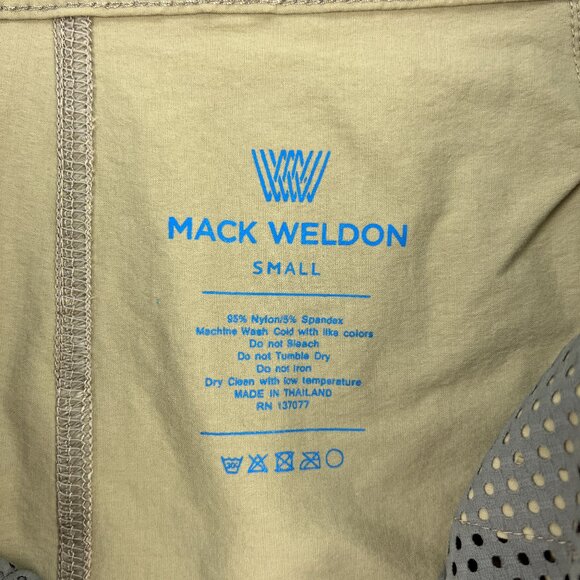 MACK WELDON
SMALL
95% Nylon/5% Spandex
Machine Wash Cold with like colors
Do not Bleach
Do not Tumble Dry
Do not Iron
Dry Clean with low temperature
MADE IN THAILAND
RN 137077
30